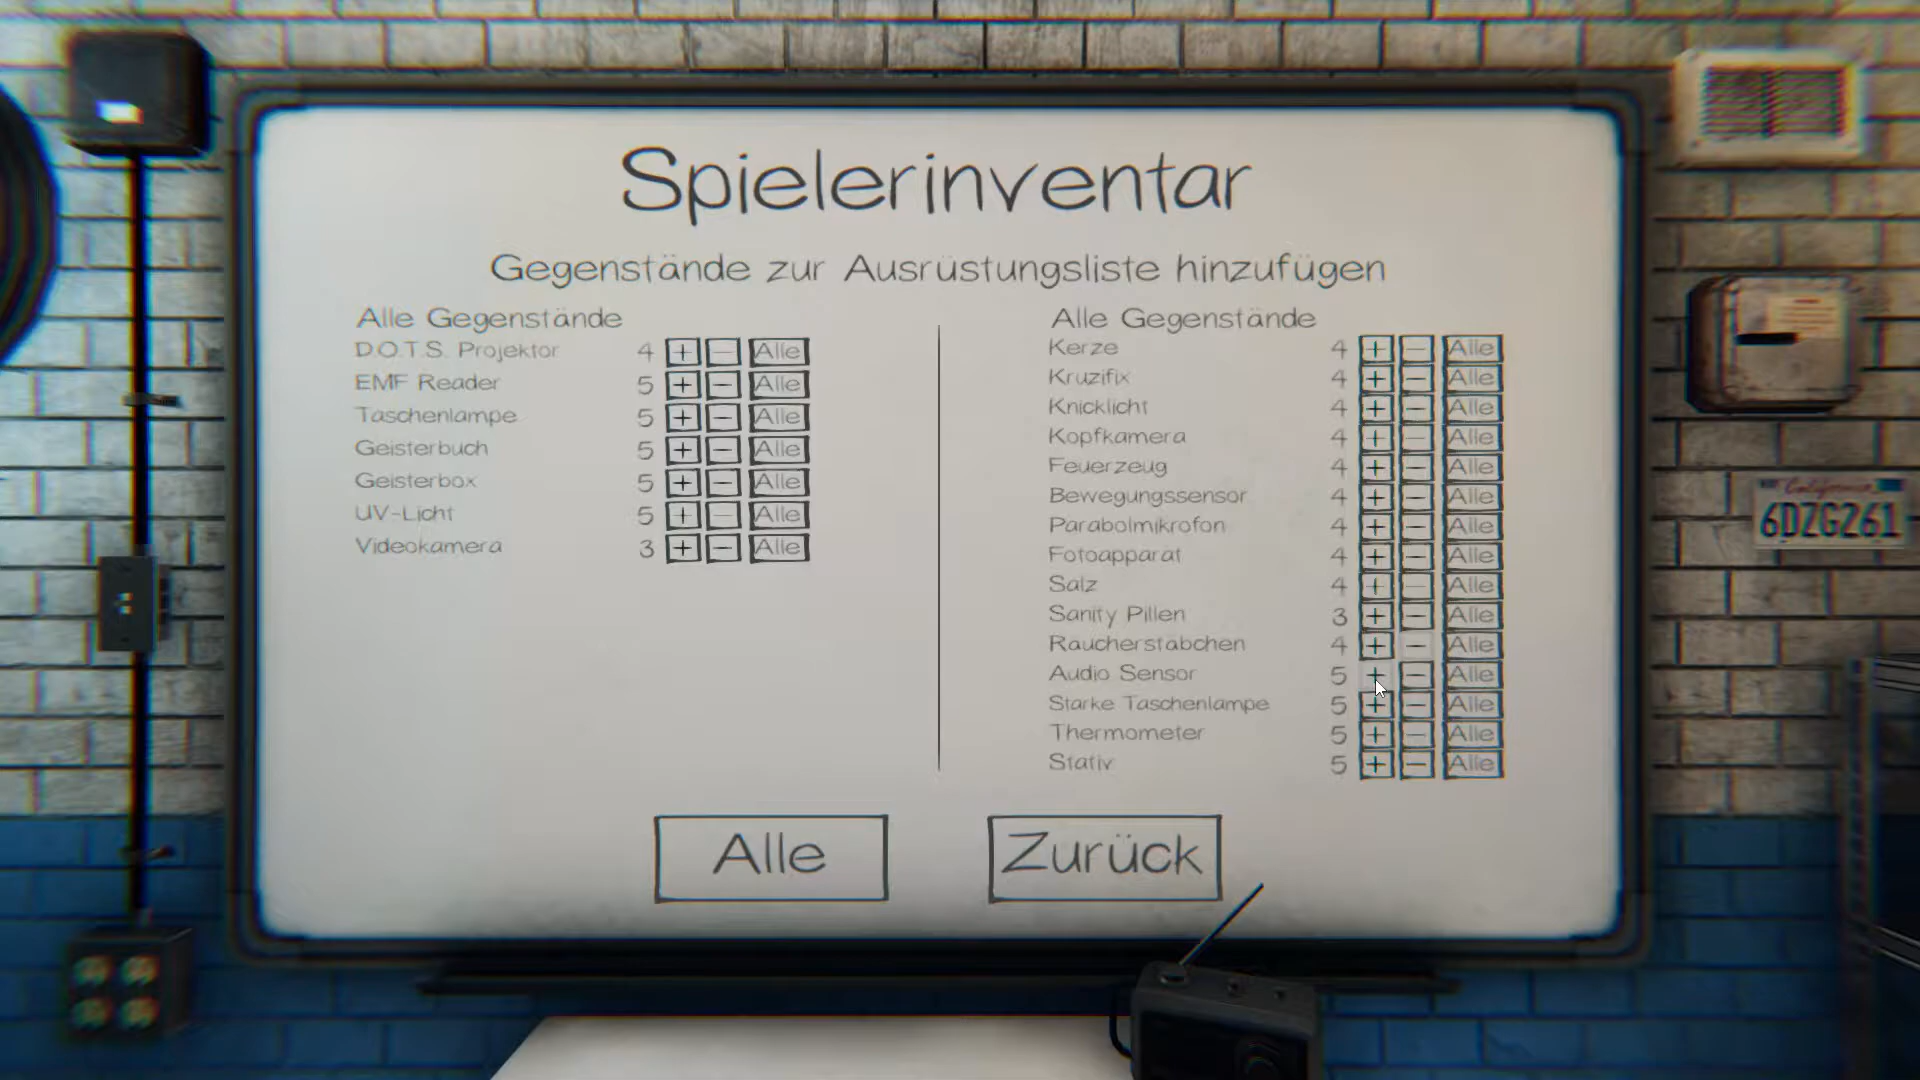 Spielerinventar
Gegenstände zur Ausrüstungsliste hinzufügen
Alle Gegenstände
D.O.T.S. Projektor 4 + – Alle
EMF Reader 5 + – Alle
Taschenlampe 5 + – Alle
Geisterbuch 5 + – Alle
Geisterbox 5 + – Alle
UV-Licht 5 + – Alle
Videokamera 3 + – Alle
Alle Gegenstände
Kerze 4 + – Alle
Kruzifix 4 + – Alle
Knicklicht 4 + – Alle
Kopfkamera 4 + – Alle
Feuerzeug 4 + – Alle
Bewegungssensor 4 + – Alle
Parabolmikrofon 4 + – Alle
Fotoapparat 4 + – Alle
Salz 4 + – Alle
Sanity Pillen 3 + – Alle
Räucherstäbchen 4 + – Alle
Audio Sensor 5 + – Alle
Starke Taschenlampe 5 + – Alle
Thermometer 5 + – Alle
Stativ 5 + – Alle
Alle
Zurück
California
6DZG261